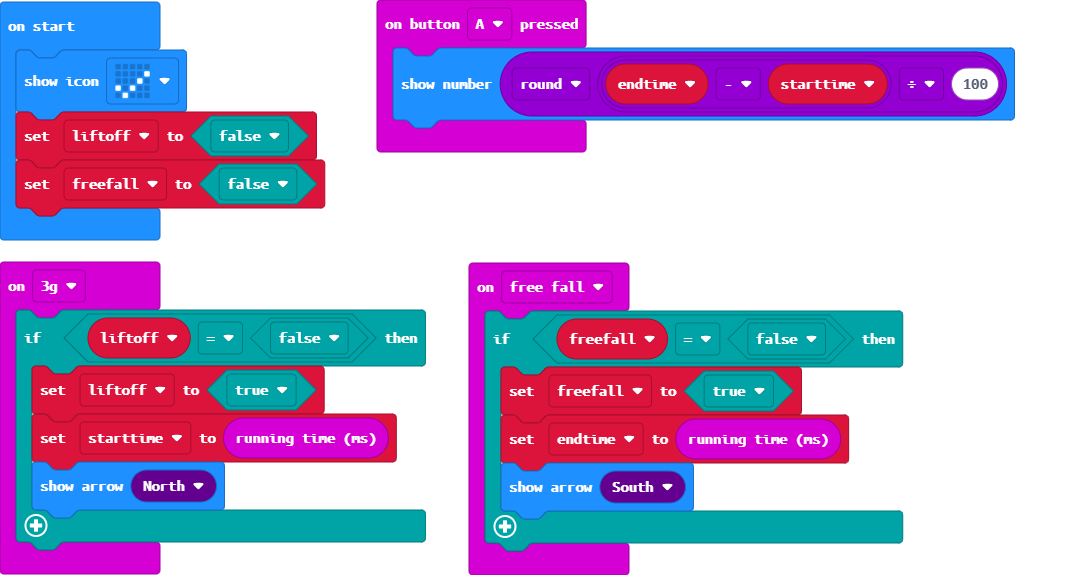 on start
show icon
set liftoff to false
set freefall to false
on button A pressed
show number round endtime - starttime ÷ 100
on 3g
if liftoff = false then
set liftoff to true
set starttime to running time (ms)
show arrow North
on free fall
if freefall = false then
set freefall to true
set endtime to running time (ms)
show arrow South